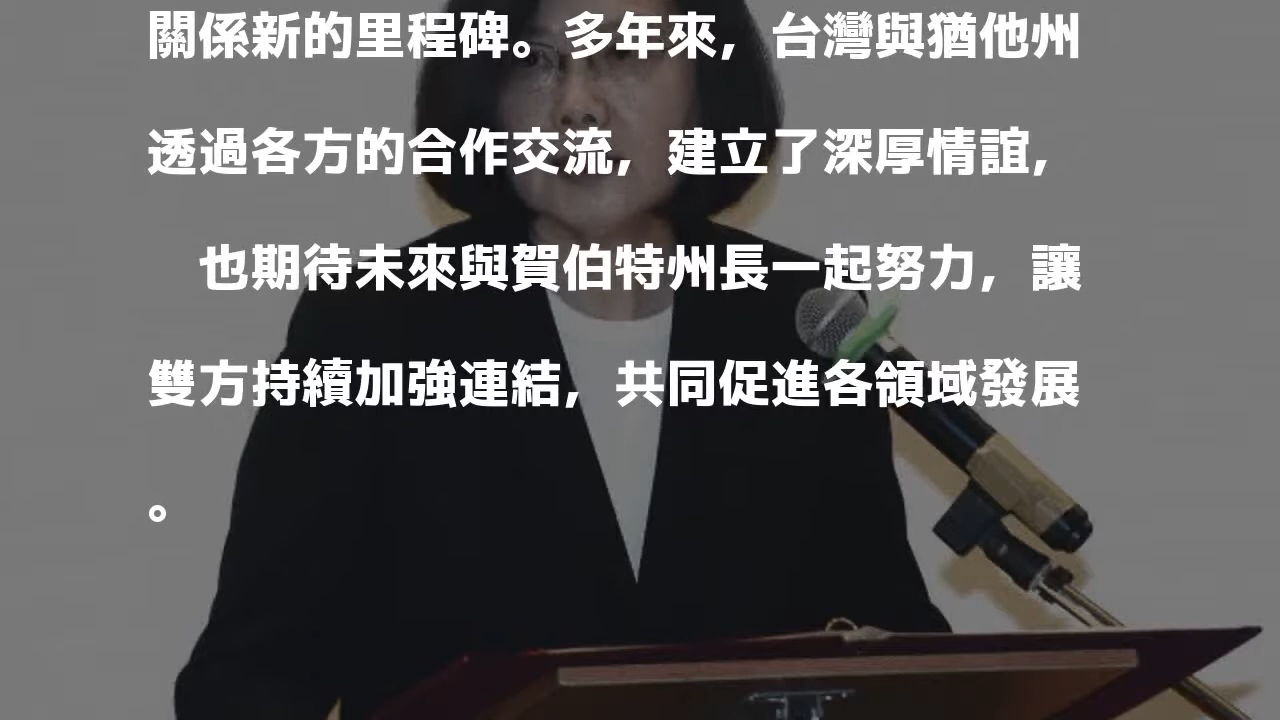 關係新的里程碑。多年來，台灣與猶他州
透過各方的合作交流，建立了深厚情誼，
也期待未來與賀伯特州長一起努力，讓
雙方持續加強連結，共同促進各領域發展
。